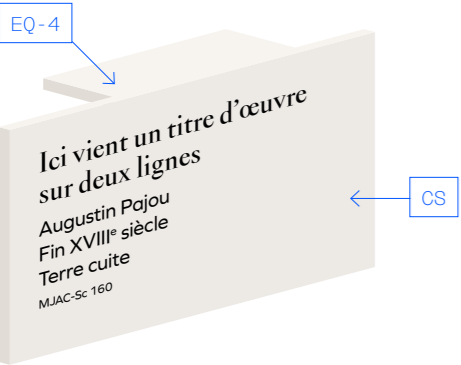 EQ-4
Ici vient un titre d’œuvre
sur deux lignes
Augustin Pajou
Fin XVIIIᵉ siècle
Terre cuite
MJAC-Sc 160
CS